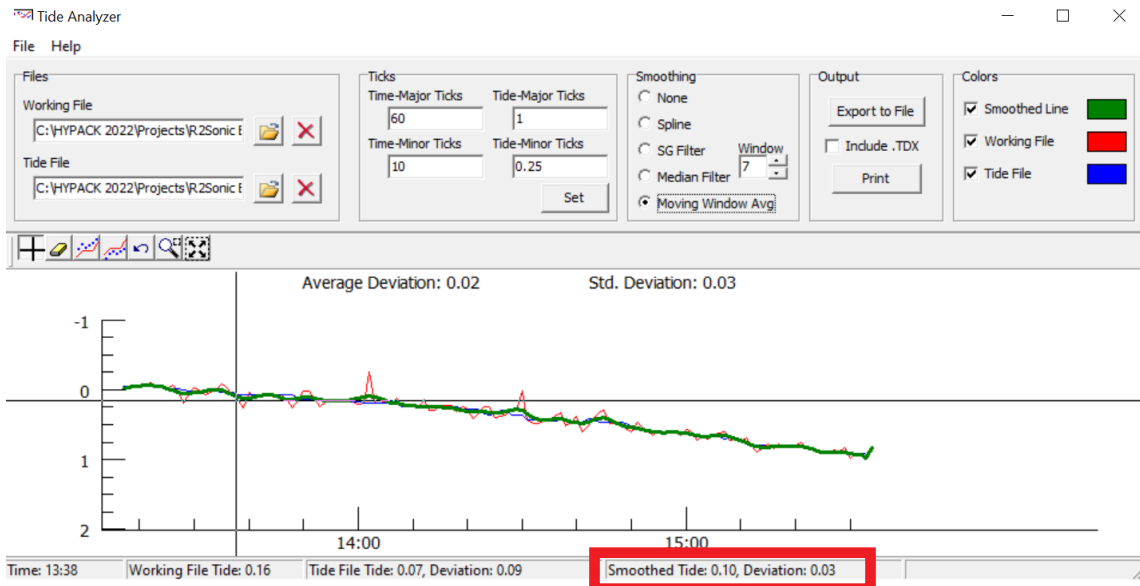 Tide Analyzer
File Help
Files
Working File
C:\HYPACK 2022\Projects\R2Sonic E
Tide File
C:\HYPACK 2022\Projects\R2Sonic E
Ticks
Time-Major Ticks Tide-Major Ticks
60 1
Time-Minor Ticks Tide-Minor Ticks
10 0.25
Set
Smoothing
None
Spline
SG Filter
Median Filter
Moving Window Avg
Window
7
Output
Export to File
Include .TDX
Print
Colors
Smoothed Line
Working File
Tide File
Average Deviation: 0.02 Std. Deviation: 0.03
-1
0
1
2
14:00 15:00
Time: 13:38 Working File Tide: 0.16 Tide File Tide: 0.07, Deviation: 0.09 Smoothed Tide: 0.10, Deviation: 0.03